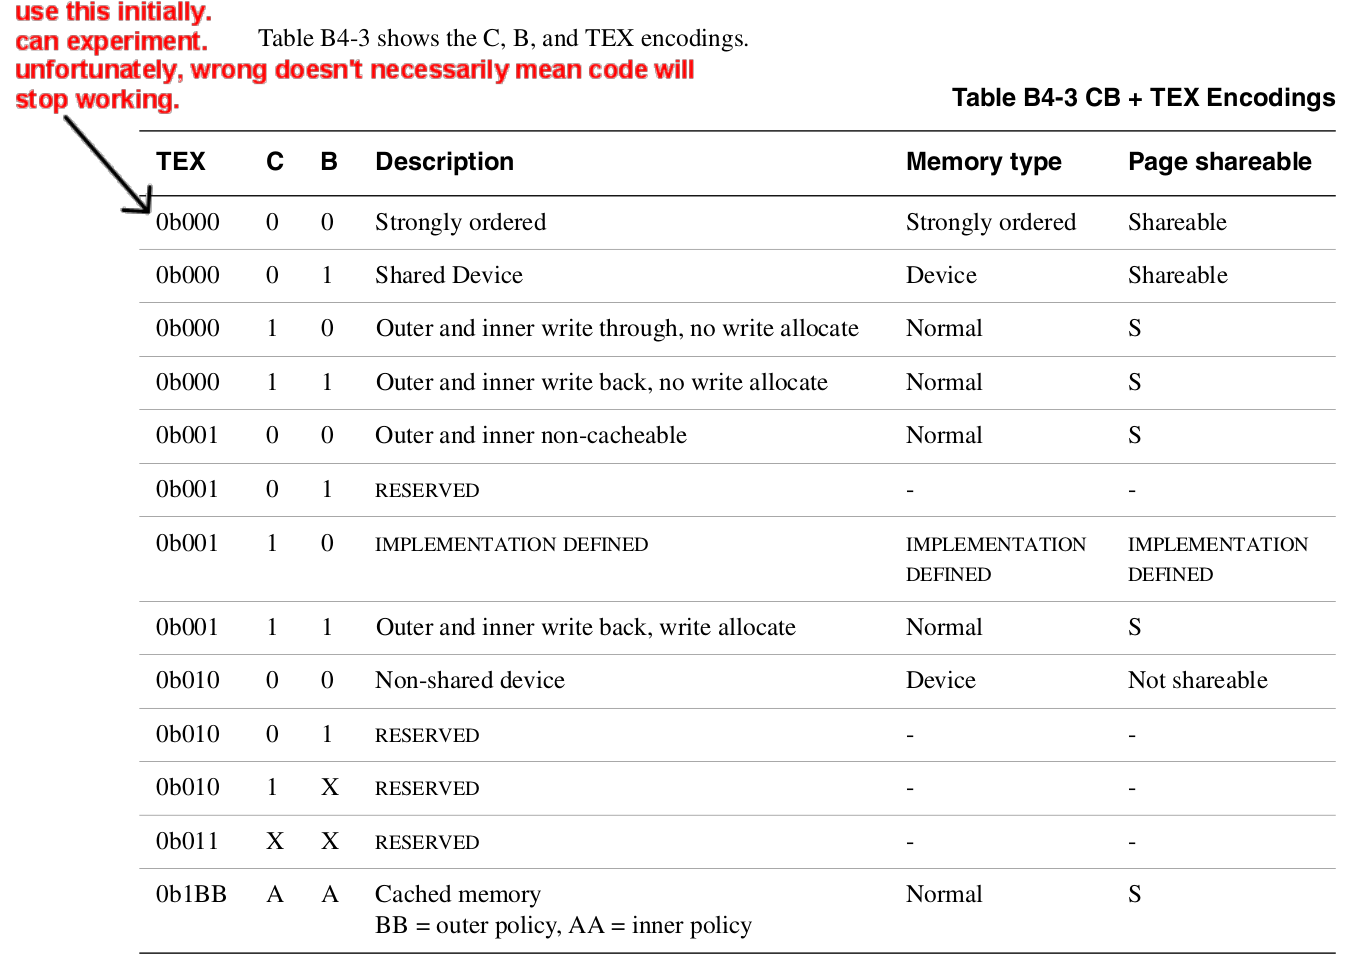 use this initially.
can experiment.
Table B4-3 shows the C, B, and TEX encodings.
unfortunately, wrong doesn't necessarily mean code will
stop working.
Table B4-3 CB + TEX Encodings
TEX C B Description Memory type Page shareable
0b000 0 0 Strongly ordered Strongly ordered Shareable
0b000 0 1 Shared Device Device Shareable
0b000 1 0 Outer and inner write through, no write allocate Normal S
0b000 1 1 Outer and inner write back, no write allocate Normal S
0b001 0 0 Outer and inner non-cacheable Normal S
0b001 0 1 RESERVED - -
0b001 1 0 IMPLEMENTATION DEFINED IMPLEMENTATION IMPLEMENTATION
DEFINED DEFINED
0b001 1 1 Outer and inner write back, write allocate Normal S
0b010 0 0 Non-shared device Device Not shareable
0b010 0 1 RESERVED - -
0b010 1 X RESERVED - -
0b011 X X RESERVED - -
0b1BB A A Cached memory Normal S
BB = outer policy, AA = inner policy